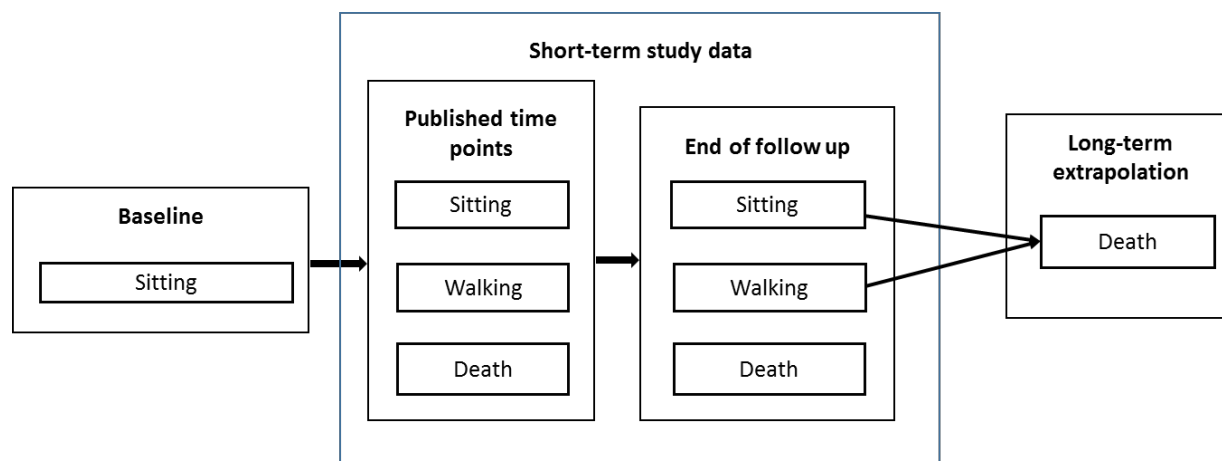 Short-term study data
Baseline
Sitting
Published time
points
Sitting
Walking
Death
End of follow up
Sitting
Walking
Death
Long-term
extrapolation
Death